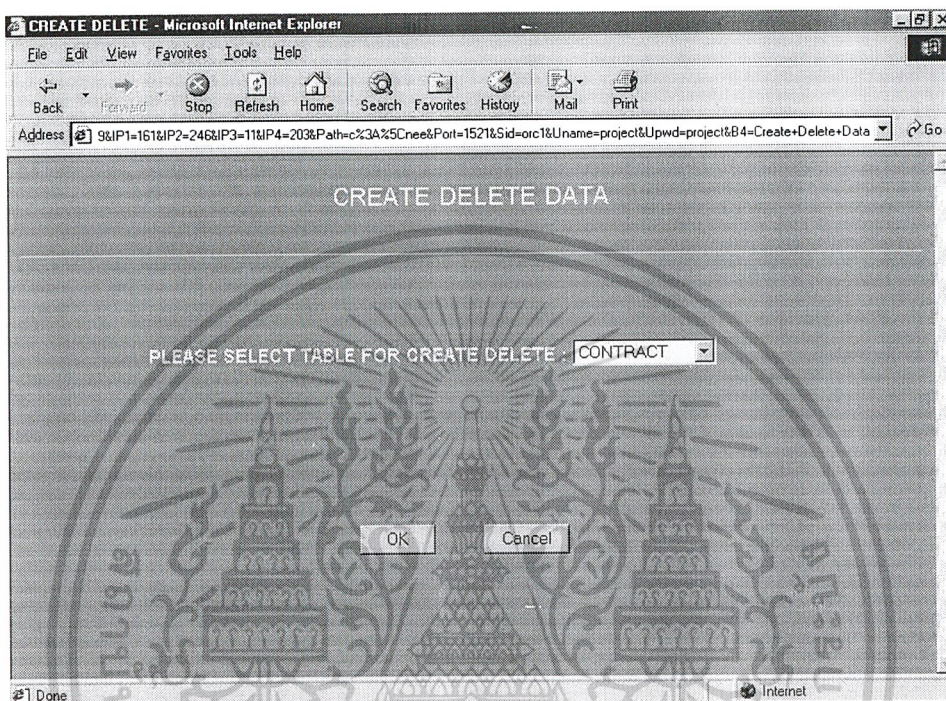 CREATE DELETE - Microsoft Internet Explorer
File Edit View Favorites Tools Help
Back Forward Stop Refresh Home Search Favorites History Mail Print
Address 9&IP1=161&IP2=246&IP3=11&IP4=203&Path=c%3A%5Cnee&Port=1521&Sid=orc1&Uname=project&Upwd=project&B4=Create+Delete+Data Go
CREATE DELETE DATA
PLEASE SELECT TABLE FOR CREATE DELETE : CONTRACT
OK Cancel
Done Internet